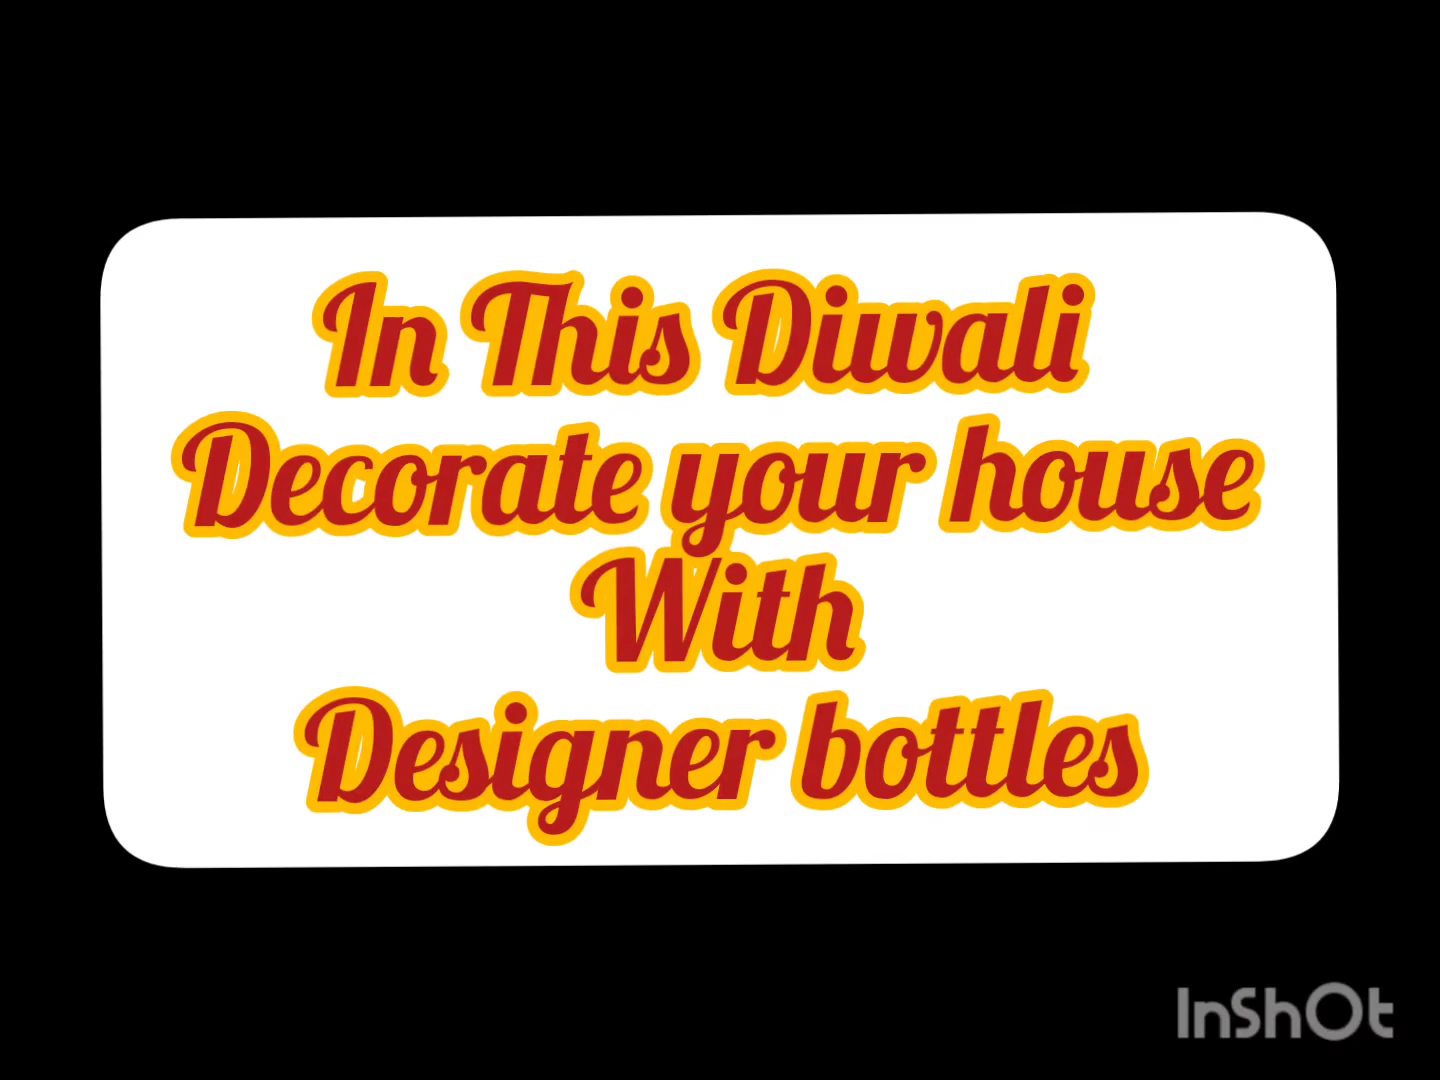 In This Diwali
Decorate your house
With
Designer bottles
InShOt